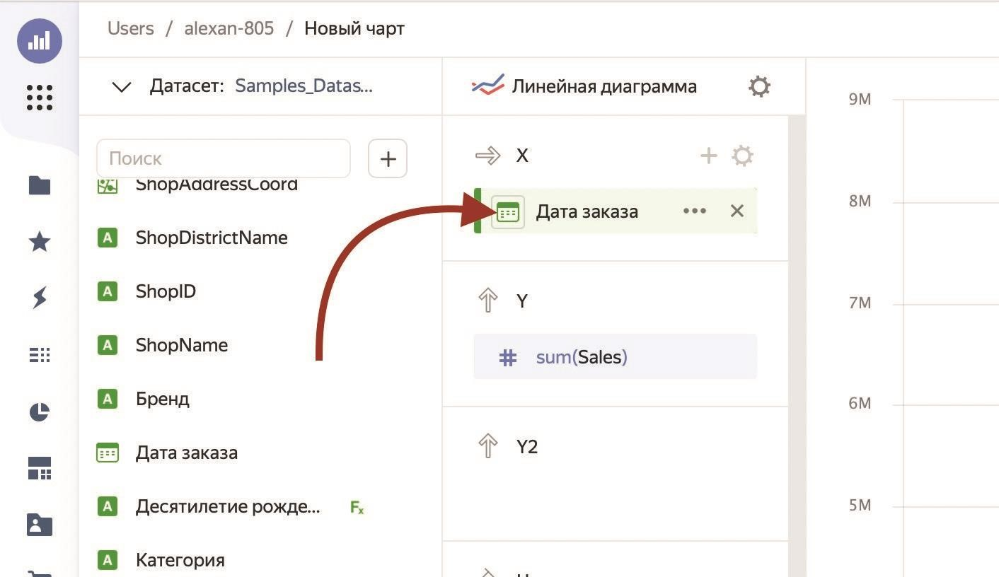 Users / alexan-805 / Новый чарт
Датасет: Samples_Datas...
Линейная диаграмма
Поиск
ShopAddressCoord
A ShopDistrictName
A ShopID
A ShopName
A Бренд
Дата заказа
A Десятилетие рожде... Fx
A Категория
X
Дата заказа
Y
# sum(Sales)
Y2
9M
8M
7M
6M
5M